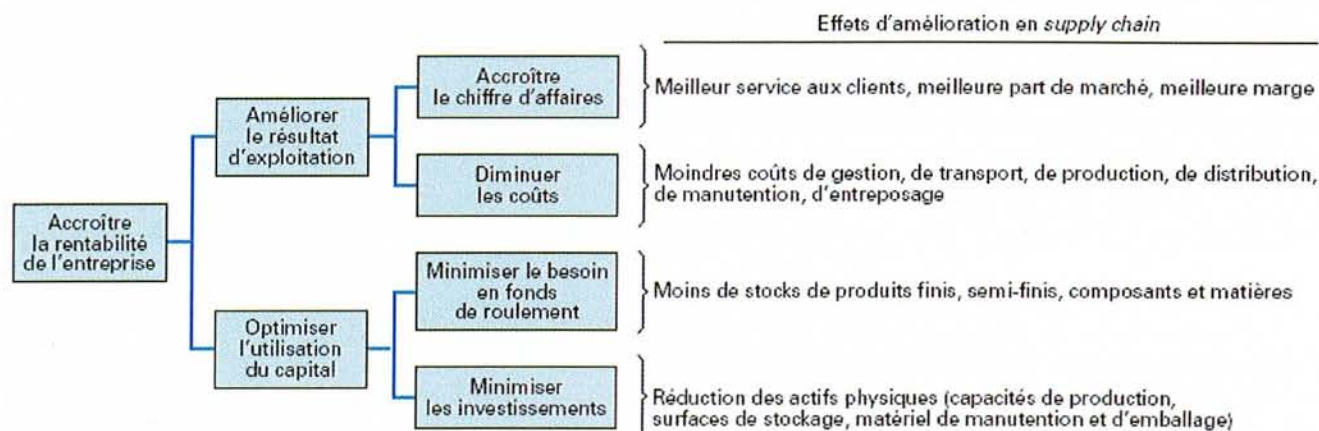 Effets d'amélioration en supply chain
Accroître
le chiffre d'affaires
Meilleur service aux clients, meilleure part de marché, meilleure marge
Améliorer
le résultat
d'exploitation
Diminuer
les coûts
Moindres coûts de gestion, de transport, de production, de distribution,
de manutention, d'entreposage
Accroître
la rentabilité
de l'entreprise
Minimiser le besoin
en fonds
de roulement
Moins de stocks de produits finis, semi-finis, composants et matières
Optimiser
l'utilisation
du capital
Minimiser
les investissements
Réduction des actifs physiques (capacités de production,
surfaces de stockage, matériel de manutention et d'emballage)